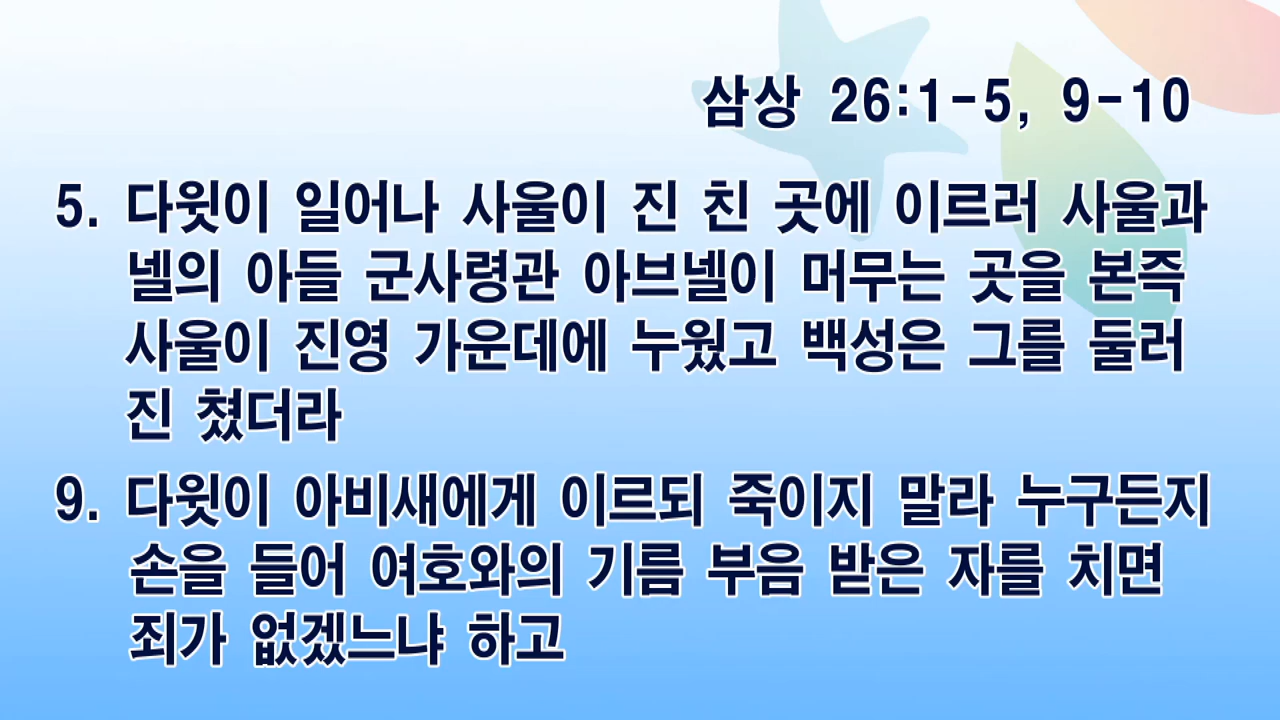 삼상 26:1-5, 9-10
5. 다윗이 일어나 사울이 진 친 곳에 이르러 사울과
넬의 아들 군사령관 아브넬이 머무는 곳을 본즉
사울이 진영 가운데에 누웠고 백성은 그를 둘러
진 쳤더라
9. 다윗이 아비새에게 이르되 죽이지 말라 누구든지
손을 들어 여호와의 기름 부음 받은 자를 치면
죄가 없겠느냐 하고